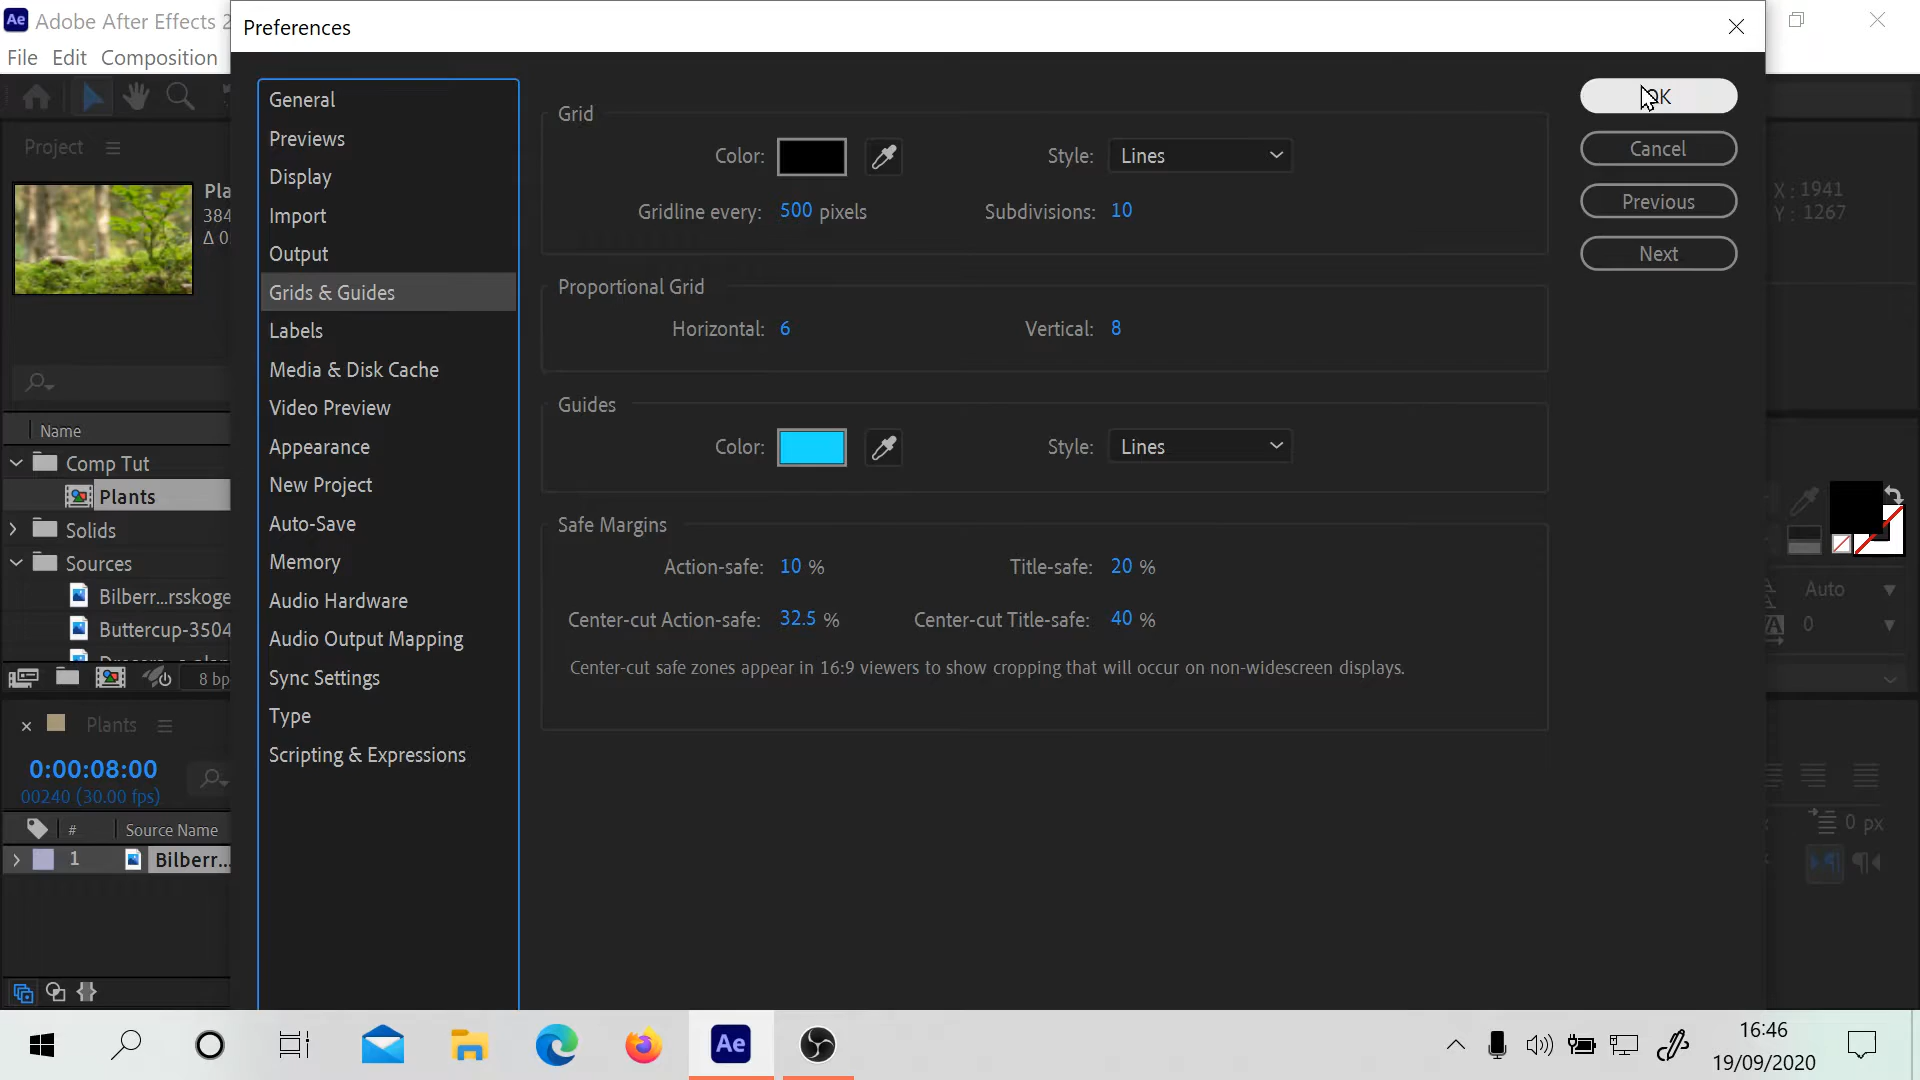 Ae Adobe After Effects 2
Preferences
File Edit Composition
General
Previews
Display
Import
Output
Grids & Guides
Labels
Media & Disk Cache
Video Preview
Appearance
New Project
Auto-Save
Memory
Audio Hardware
Audio Output Mapping
Sync Settings
Type
Scripting & Expressions
Grid
Color: Style: Lines
Gridline every: 500 pixels Subdivisions: 10
Proportional Grid
Horizontal: 6 Vertical: 8
Guides
Color: Style: Lines
Safe Margins
Action-safe: 10 % Title-safe: 20 %
Center-cut Action-safe: 32.5 % Center-cut Title-safe: 40 %
Center-cut safe zones appear in 16:9 viewers to show cropping that will occur on non-widescreen displays.
OK
Cancel
Previous
Next
Project
Pla
384
Δ 0
Name
Comp Tut
Plants
Solids
Sources
Bilberr...rsskoge
Buttercup-3504
8 bp
Plants
0:00:08:00
00240 (30.00 fps)
# Source Name
1 Bilberr...
X : 1941
Y : 1267
Auto
0
0 px
Ae
16:46
19/09/2020